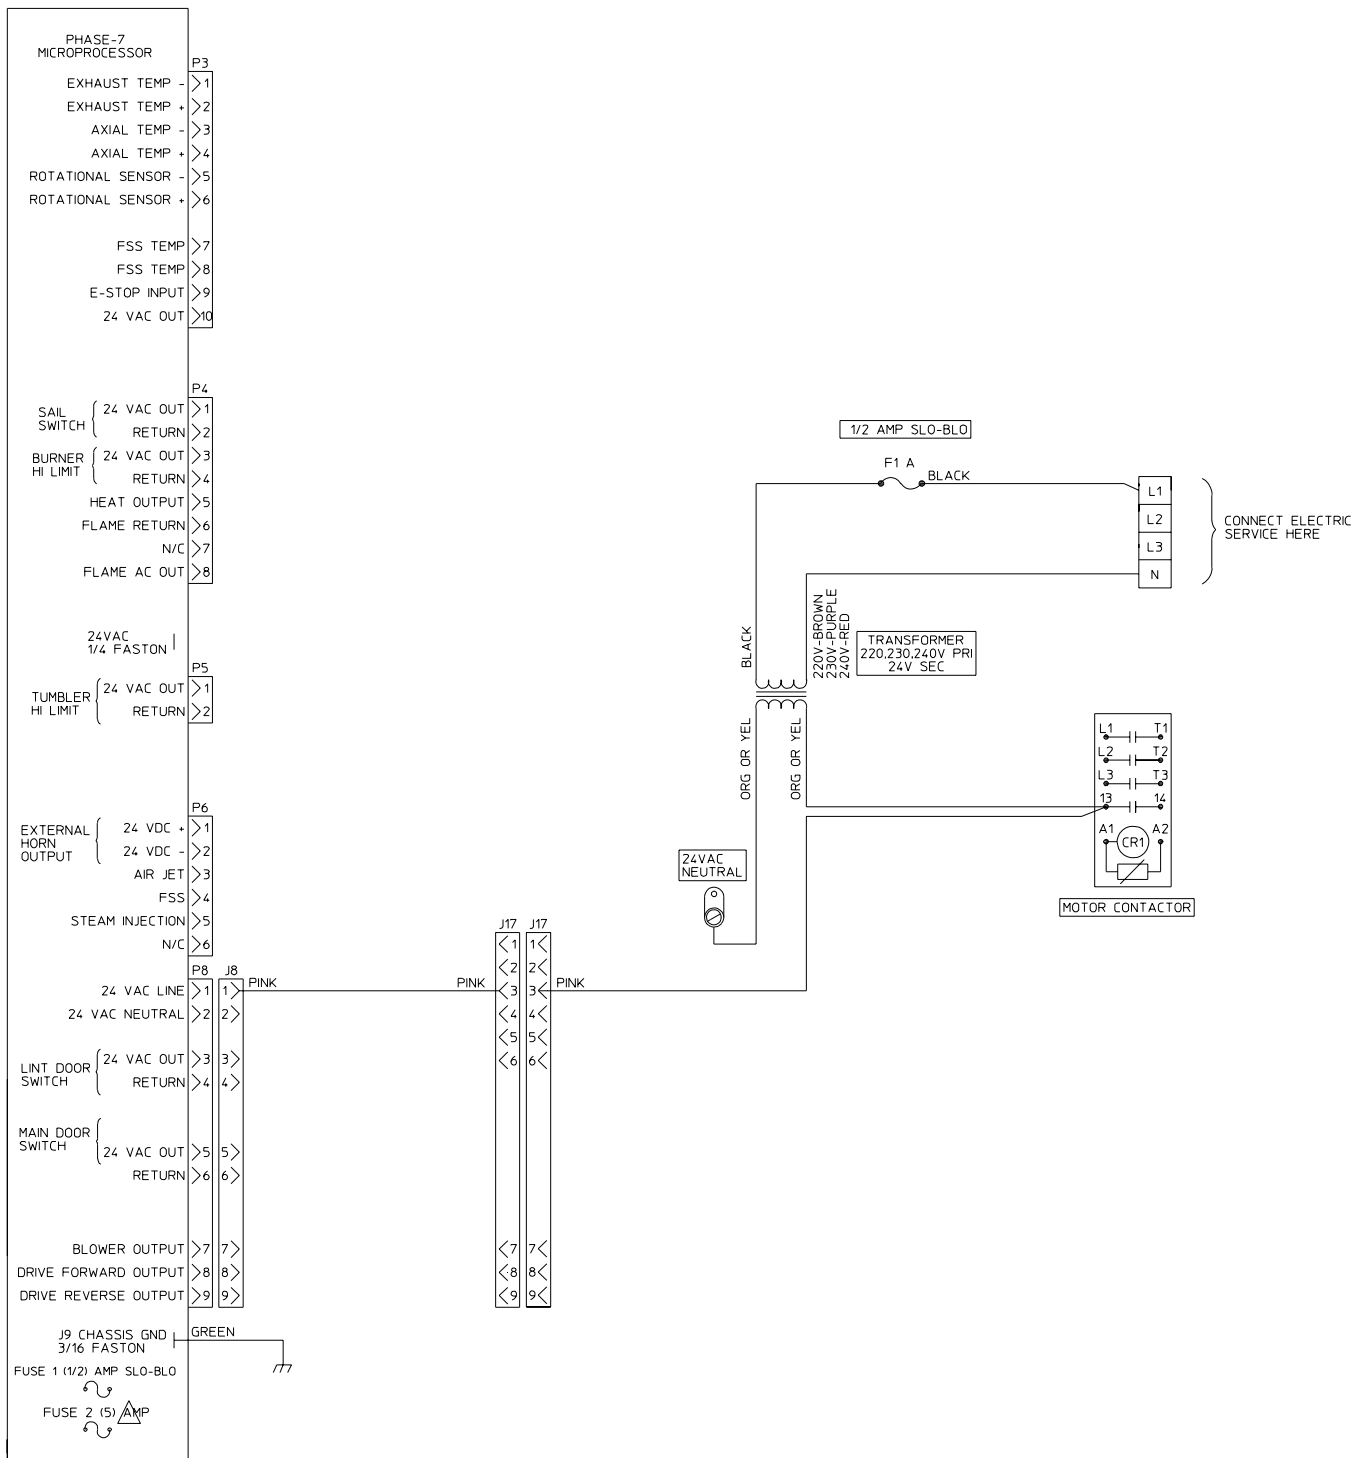 PHASE-7
MICROPROCESSOR
P3
EXHAUST TEMP - 1
EXHAUST TEMP + 2
AXIAL TEMP - 3
AXIAL TEMP + 4
ROTATIONAL SENSOR - 5
ROTATIONAL SENSOR + 6
FSS TEMP 7
FSS TEMP 8
E-STOP INPUT 9
24 VAC OUT 10
P4
SAIL
SWITCH
24 VAC OUT 1
RETURN 2
BURNER
HI LIMIT
24 VAC OUT 3
RETURN 4
HEAT OUTPUT 5
FLAME RETURN 6
N/C 7
FLAME AC OUT 8
24VAC
1/4 FASTON
P5
TUMBLER
HI LIMIT
24 VAC OUT 1
RETURN 2
P6
EXTERNAL
HORN
OUTPUT
24 VDC + 1
24 VDC - 2
AIR JET 3
FSS 4
STEAM INJECTION 5
N/C 6
P8 J8
24 VAC LINE 1 1 PINK
24 VAC NEUTRAL 2 2
LINT DOOR
SWITCH
24 VAC OUT 3 3
RETURN 4 4
MAIN DOOR
SWITCH
24 VAC OUT 5 5
RETURN 6 6
BLOWER OUTPUT 7 7
DRIVE FORWARD OUTPUT 8 8
DRIVE REVERSE OUTPUT 9 9
J9 CHASSIS GND
3/16 FASTON
GREEN
FUSE 1 (1/2) AMP SLO-BLO
FUSE 2 (5) AMP
J17 J17
1 1
2 2
PINK 3 3 PINK
4 4
5 5
6 6
7 7
8 8
9 9
1/2 AMP SLO-BLO
F1 A
BLACK
L1
L2
L3
N
CONNECT ELECTRIC
SERVICE HERE
BLACK
220V-BROWN
230V-PURPLE
240V-RED
TRANSFORMER
220,230,240V PRI
24V SEC
ORG OR YEL
ORG OR YEL
24VAC
NEUTRAL
L1 T1
L2 T2
L3 T3
13 14
A1 CR1 A2
MOTOR CONTACTOR